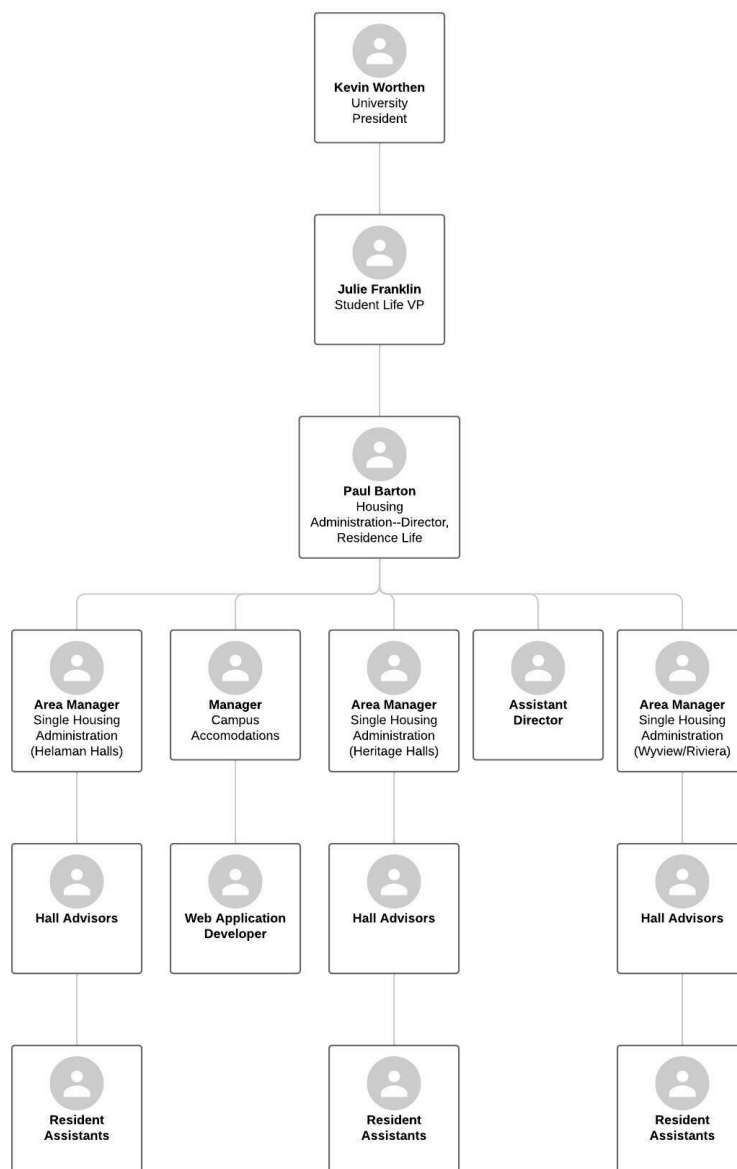 Kevin Worthen
University
President
Julie Franklin
Student Life VP
Paul Barton
Housing
Administration--Director,
Residence Life
Area Manager
Single Housing
Administration
(Helaman Halls)
Manager
Campus
Accomodations
Area Manager
Single Housing
Administration
(Heritage Halls)
Assistant
Director
Area Manager
Single Housing
Administration
(Wyview/Riviera)
Hall Advisors
Web Application
Developer
Hall Advisors
Hall Advisors
Resident
Assistants
Resident
Assistants
Resident
Assistants